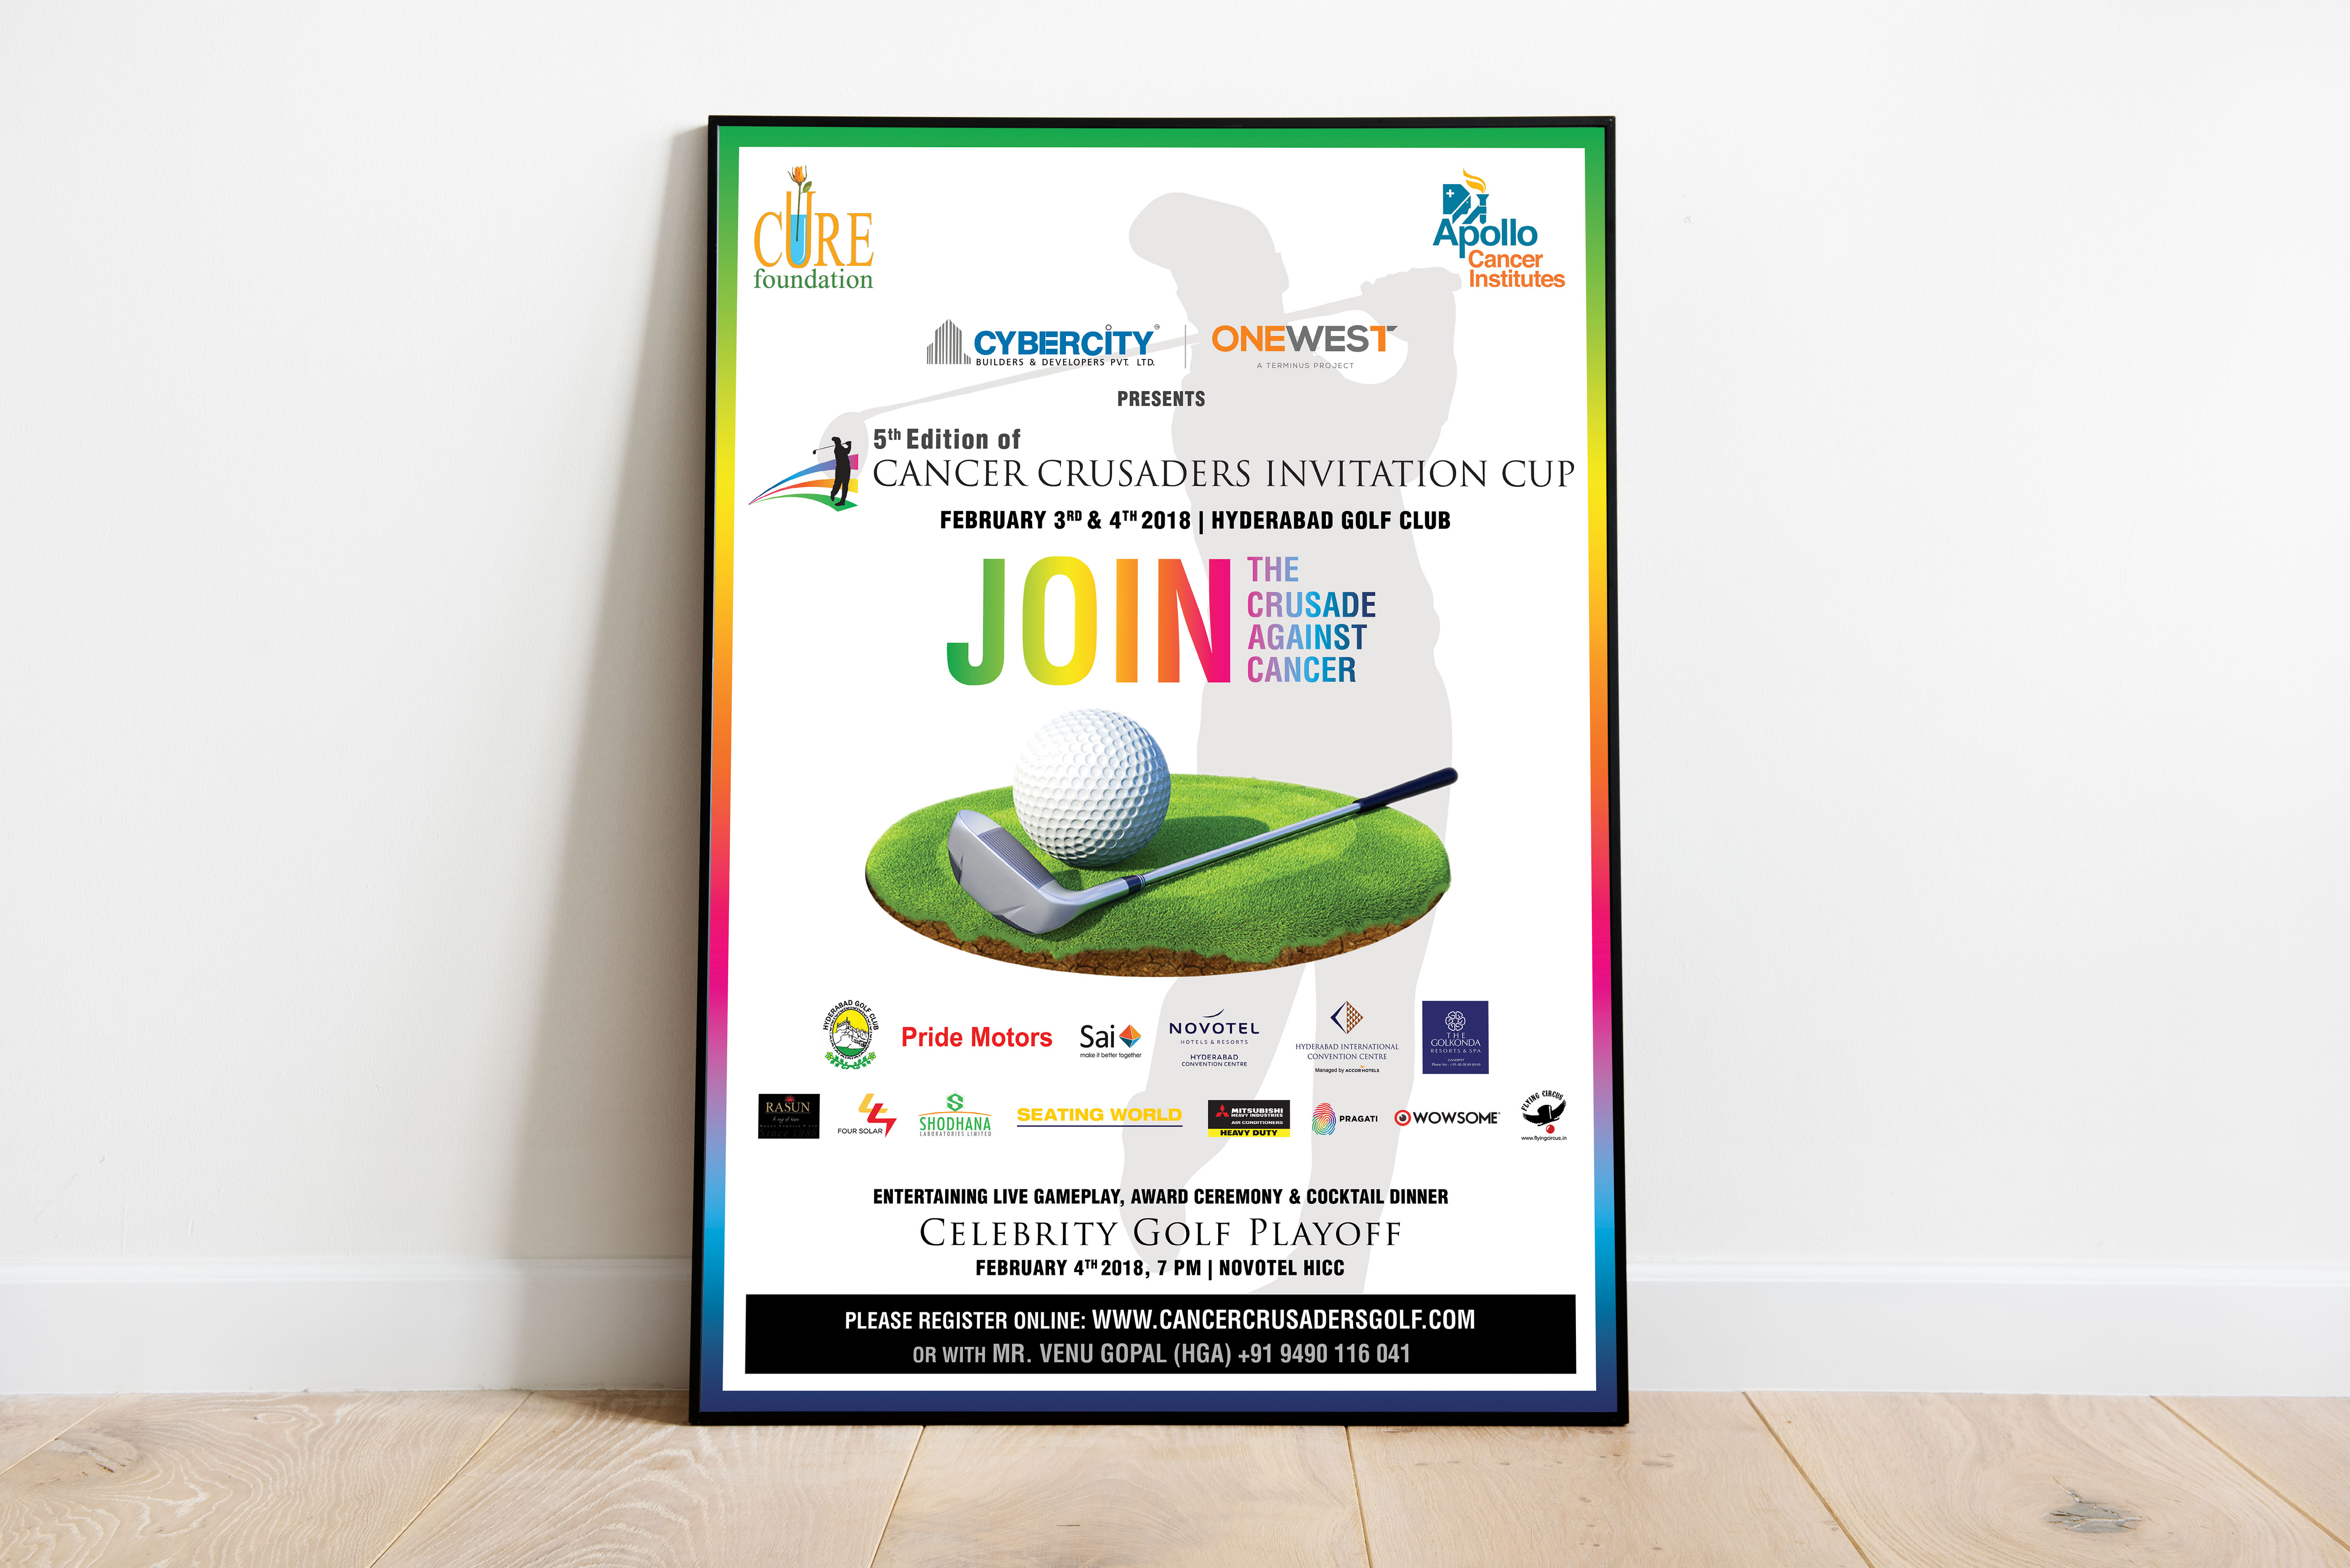 CURE
foundation
Apollo
Cancer
Institutes
CYBERCITY
BUILDERS & DEVELOPERS PVT. LTD.
ONEWEST
A TERMINUS PROJECT
PRESENTS
5th Edition of
CANCER CRUSADERS INVITATION CUP
FEBRUARY 3RD & 4TH 2018 | HYDERABAD GOLF CLUB
JOIN
THE
CRUSADE
AGAINST
CANCER
HYDERABAD GOLF CLUB
Pride Motors
Sai
make it better together
NOVOTEL
HOTELS & RESORTS
HYDERABAD
CONVENTION CENTRE
HYDERABAD INTERNATIONAL
CONVENTION CENTRE
Managed by ACCORHOTELS
THE
GOLKONDA
RESORTS & SPA
RASUN
FOUR SOLAR
SHODHANA
LABORATORIES LIMITED
SEATING WORLD
MITSUBISHI
HEAVY INDUSTRIES
AIR CONDITIONERS
HEAVY DUTY
PRAGATI
WOWSOME
FLYING CIRCUS
www.flyingcircus.in
ENTERTAINING LIVE GAMEPLAY, AWARD CEREMONY & COCKTAIL DINNER
CELEBRITY GOLF PLAYOFF
FEBRUARY 4TH 2018, 7 PM | NOVOTEL HICC
PLEASE REGISTER ONLINE: WWW.CANCERCRUSADERSGOLF.COM
OR WITH MR. VENU GOPAL (HGA) +91 9490 116 041